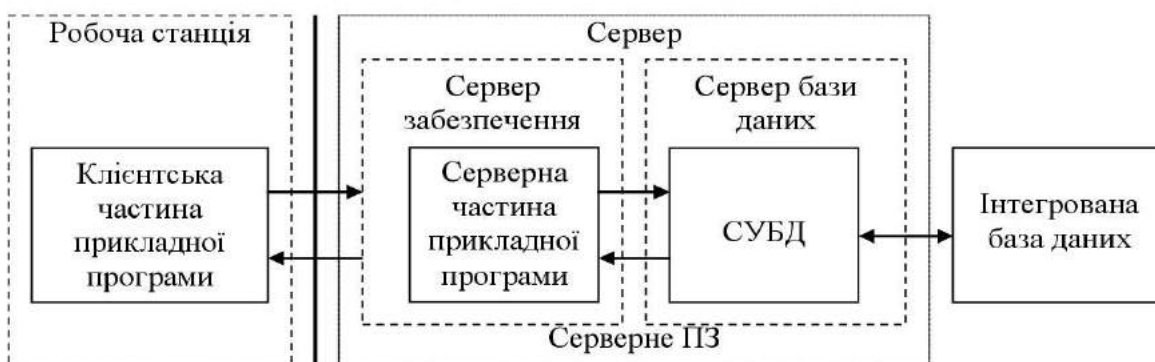 Робоча станція
Сервер
Сервер
забезпечення
Сервер бази
даних
Клієнтська
частина
прикладної
програми
Серверна
частина
прикладної
програми
СУБД
Інтегрована
база даних
Серверне ПЗ